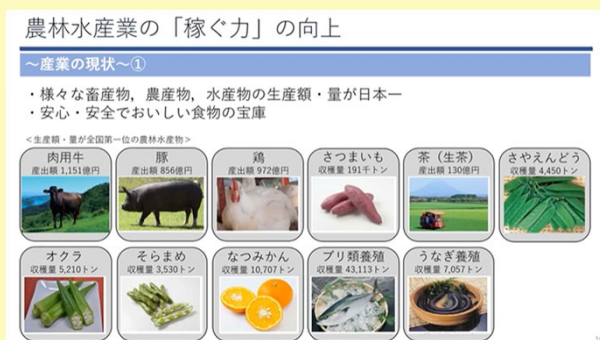 農林水産業の「稼ぐ力」の向上
～産業の現状～①
・様々な畜産物，農産物，水産物の生産額・量が日本一
・安心・安全でおいしい食物の宝庫
＜生産額・量が全国第一位の農林水産物＞
肉用牛
産出額 1,151億円
豚
産出額 856億円
鶏
産出額 972億円
さつまいも
収穫量 191千トン
茶（生茶）
産出額 130億円
さやえんどう
収穫量 4,450トン
オクラ
収穫量 5,210トン
そらまめ
収穫量 3,530トン
なつみかん
収穫量 10,707トン
ブリ類養殖
収獲量 43,113トン
うなぎ養殖
収獲量 7,057トン